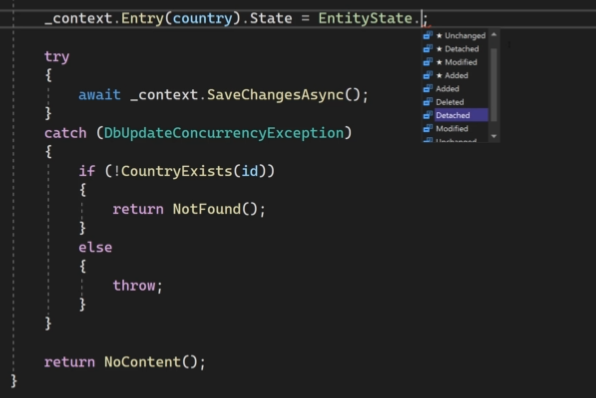 _context.Entry(country).State = EntityState.;
★ Unchanged
★ Detached
★ Modified
★ Added
Added
Deleted
Detached
Modified
Unchanged
try
{
await _context.SaveChangesAsync();
}
catch (DbUpdateConcurrencyException)
{
if (!CountryExists(id))
{
return NotFound();
}
else
{
throw;
}
}
return NoContent();
}